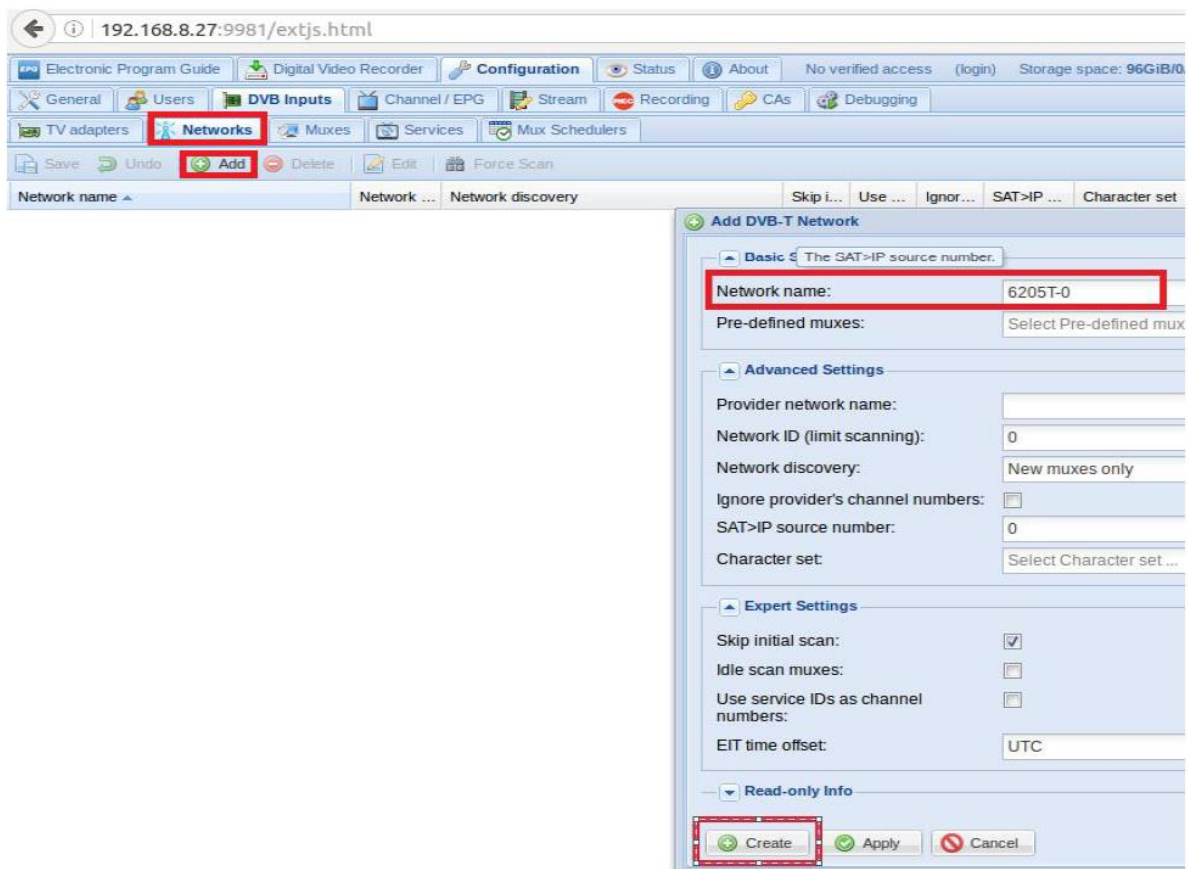 192.168.8.27:9981/extjs.html
EPG Electronic Program Guide Digital Video Recorder Configuration Status About No verified access (login) Storage space: 96GiB/0
General Users DVB Inputs Channel / EPG Stream Recording CAs Debugging
TV adapters Networks Muxes Services Mux Schedulers
Save Undo Add Delete Edit Force Scan
Network name Network ... Network discovery Skip i... Use ... Ignor... SAT>IP ... Character set
Add DVB-T Network
Basic S The SAT>IP source number.
Network name: 6205T-0
Pre-defined muxes: Select Pre-defined mux
Advanced Settings
Provider network name:
Network ID (limit scanning): 0
Network discovery: New muxes only
Ignore provider's channel numbers:
SAT>IP source number: 0
Character set: Select Character set ...
Expert Settings
Skip initial scan:
Idle scan muxes:
Use service IDs as channel
numbers:
EIT time offset: UTC
Read-only Info
Create Apply Cancel